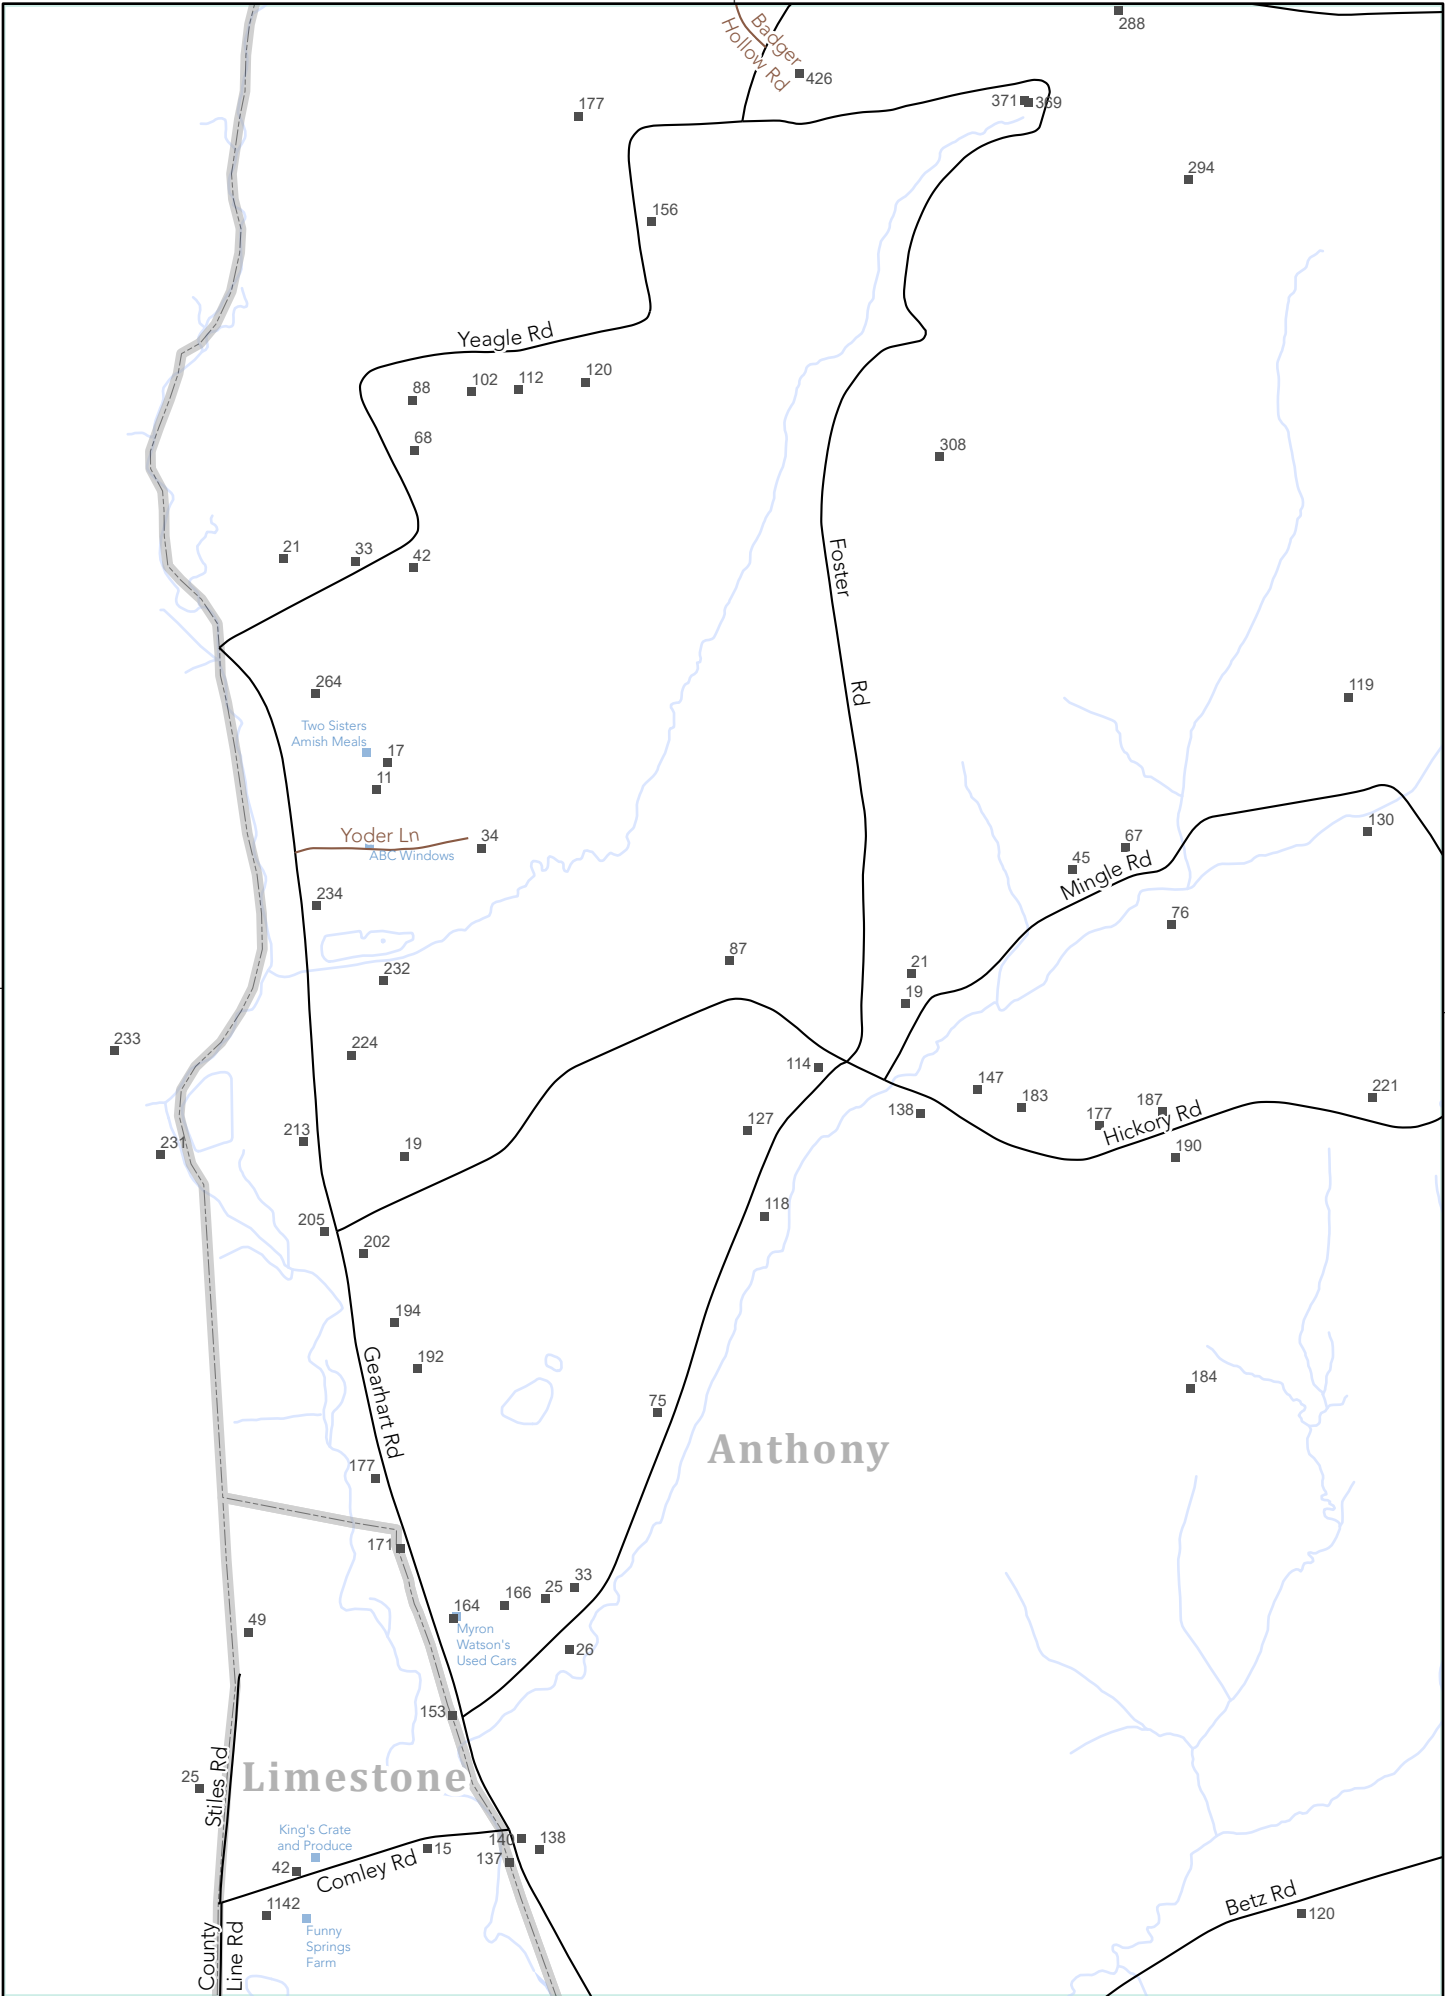 288
Badger
Hollow Rd
426
371
369
177
294
156
Yeagle Rd
120
112
102
88
68
308
21
33
42
Foster
Rd
264
119
Two Sisters
Amish Meals
17
11
Yoder Ln
34
ABC Windows
130
67
45
Mingle Rd
234
76
87
232
21
19
233
224
114
147
183
138
177
187
221
Hickory Rd
127
213
231
19
190
118
205
202
194
192
Gearhart Rd
184
75
Anthony
177
171
33
25
166
164
Myron
Watson's
Used Cars
49
26
153
25
Stiles Rd
Limestone
King's Crate
and Produce
140
138
15
137
42
Comley Rd
1142
Funny
Springs
Farm
County
Line Rd
Betz Rd
120